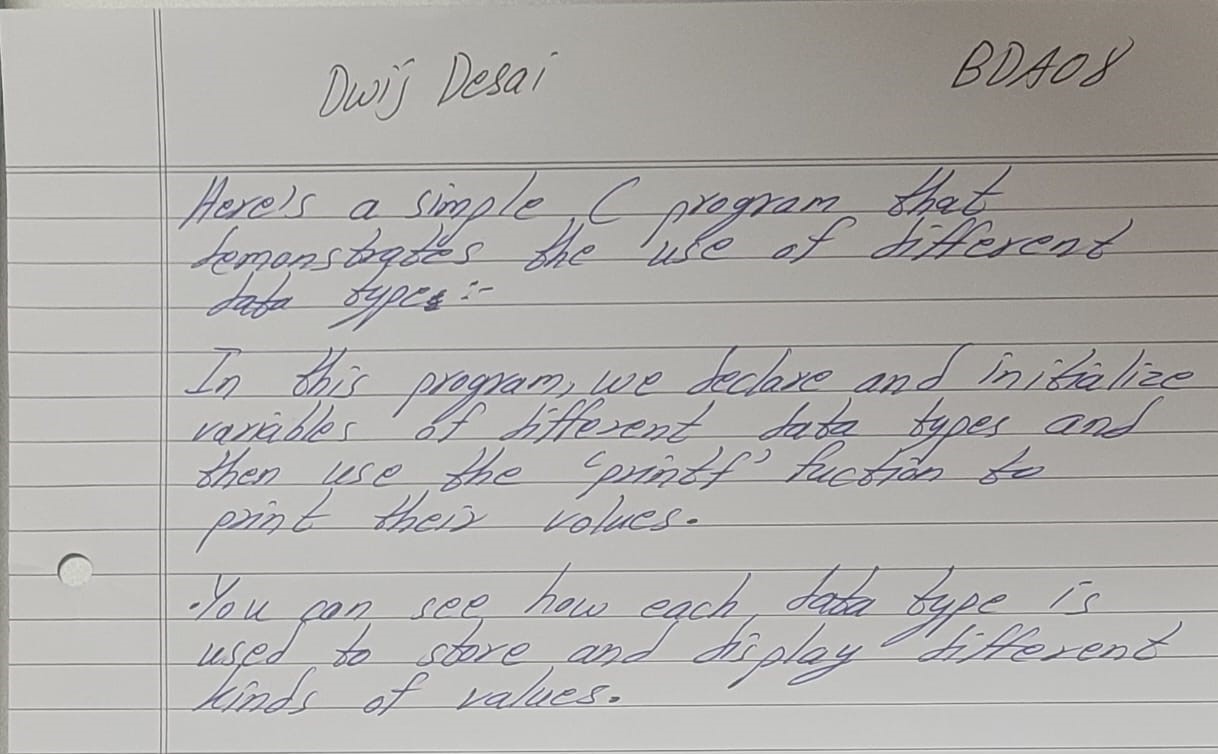 Dwij Desai BDA08
Here's a simple C program that
demonstrates the use of different
data types :-
In this program, we declare and initialize
variables of different data types and
then use the 'printf' fuction to
print their values.
You can see how each data type is
used to store and display different
kinds of values.